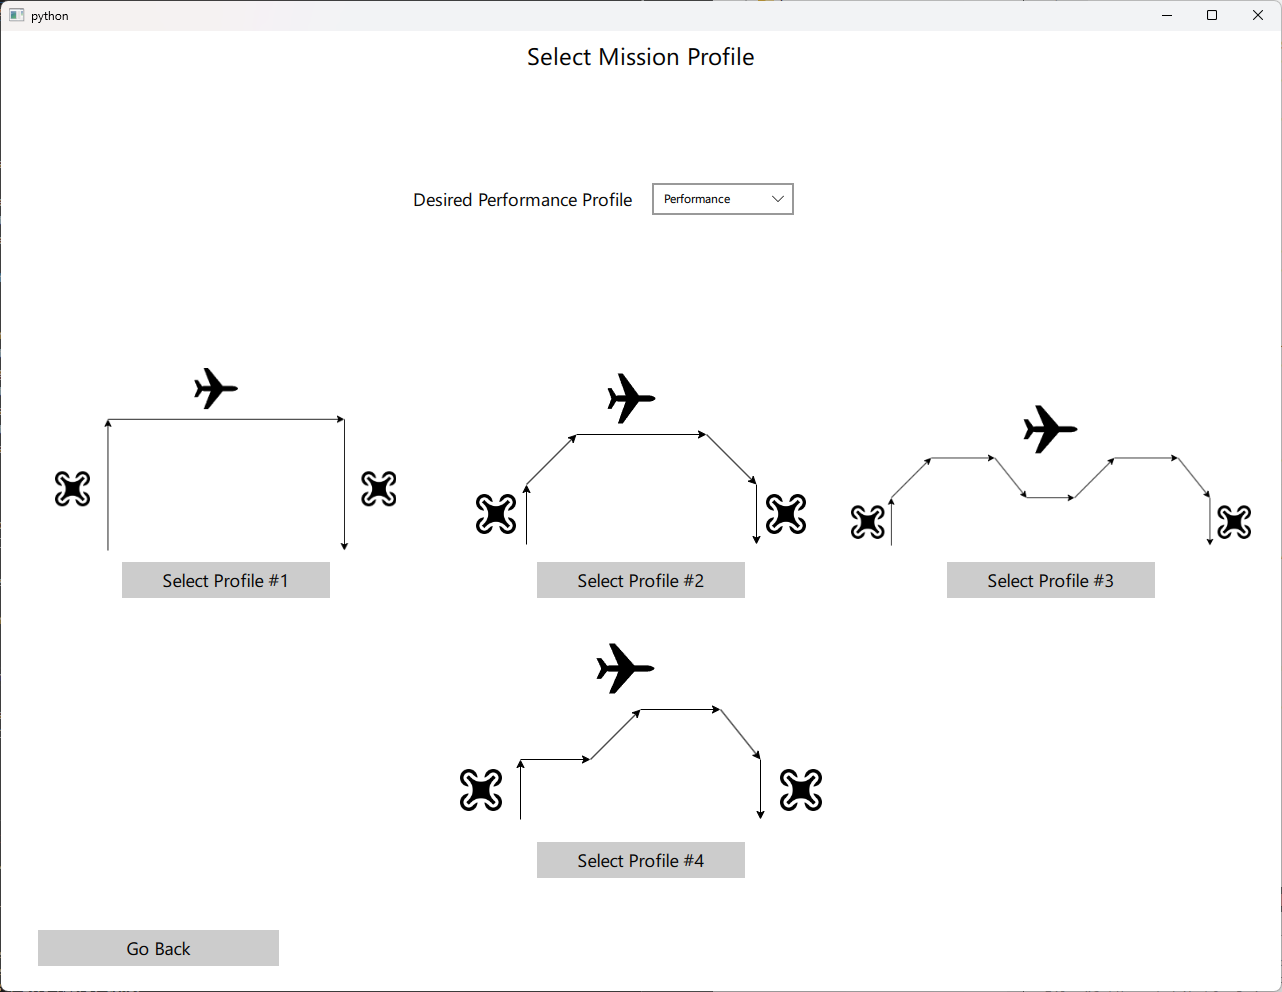 python
Select Mission Profile
Desired Performance Profile
Performance
Select Profile #1
Select Profile #2
Select Profile #3
Select Profile #4
Go Back